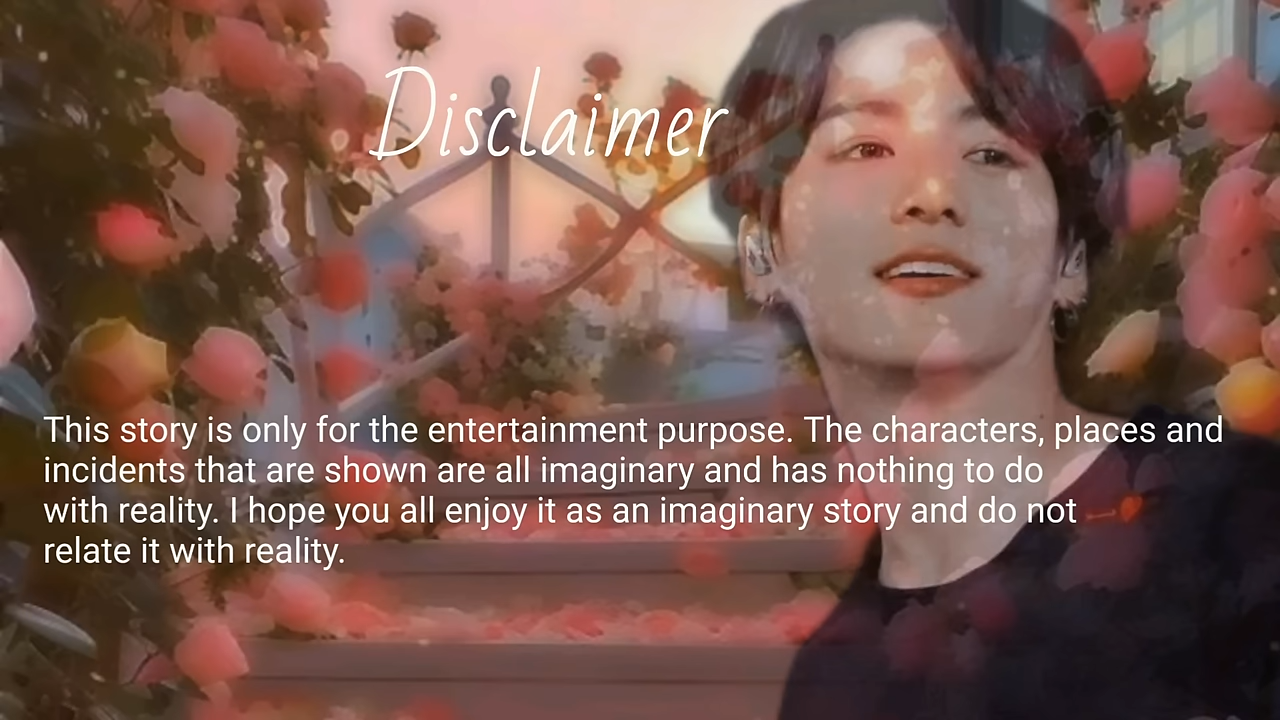 Disclaimer
This story is only for the entertainment purpose. The characters, places and
incidents that are shown are all imaginary and has nothing to do
with reality. I hope you all enjoy it as an imaginary story and do not
relate it with reality.